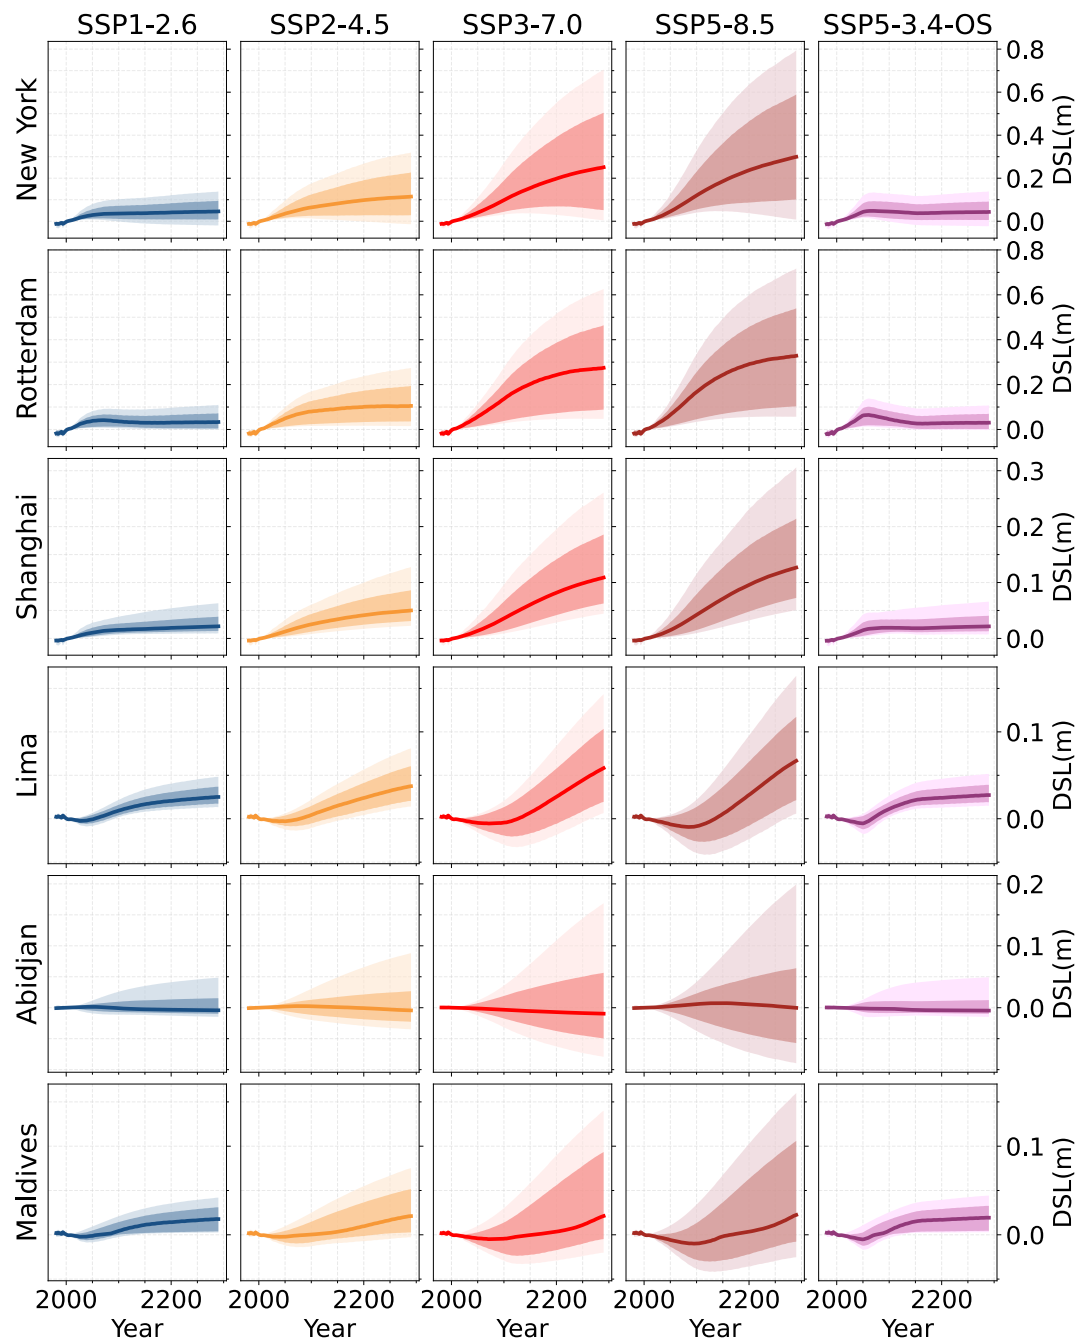 SSP1-2.6 SSP2-4.5 SSP3-7.0 SSP5-8.5 SSP5-3.4-OS
New York
0.8
0.6
0.4
0.2
0.0
DSL(m)
Rotterdam
0.8
0.6
0.4
0.2
0.0
DSL(m)
Shanghai
0.3
0.2
0.1
0.0
DSL(m)
Lima
0.1
0.0
DSL(m)
Abidjan
0.2
0.1
0.0
DSL(m)
Maldives
0.1
0.0
DSL(m)
2000 2200 2000 2200 2000 2200 2000 2200 2000 2200
Year Year Year Year Year